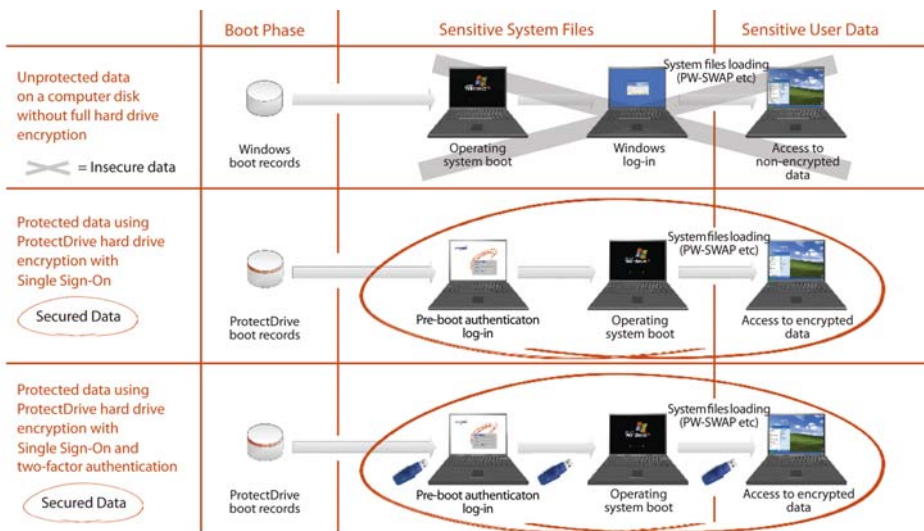 Boot Phase
Sensitive System Files
Sensitive User Data
Unprotected data
on a computer disk
without full hard drive
encryption
= Insecure data
Windows
boot records
Operating
system boot
Windows
log-in
System files loading
(PW-SWAP etc)
Access to
non-encrypted
data
Protected data using
ProtectDrive hard drive
encryption with
Single Sign-On
Secured Data
ProtectDrive
boot records
Pre-boot authenticaton
log-in
Operating
system boot
System files loading
(PW-SWAP etc)
Access to encrypted
data
Protected data using
ProtectDrive hard drive
encryption with
Single Sign-On and
two-factor authentication
Secured Data
ProtectDrive
boot records
Pre-boot authenticaton
log-in
Operating
system boot
System files loading
(PW-SWAP etc)
Access to encrypted
data